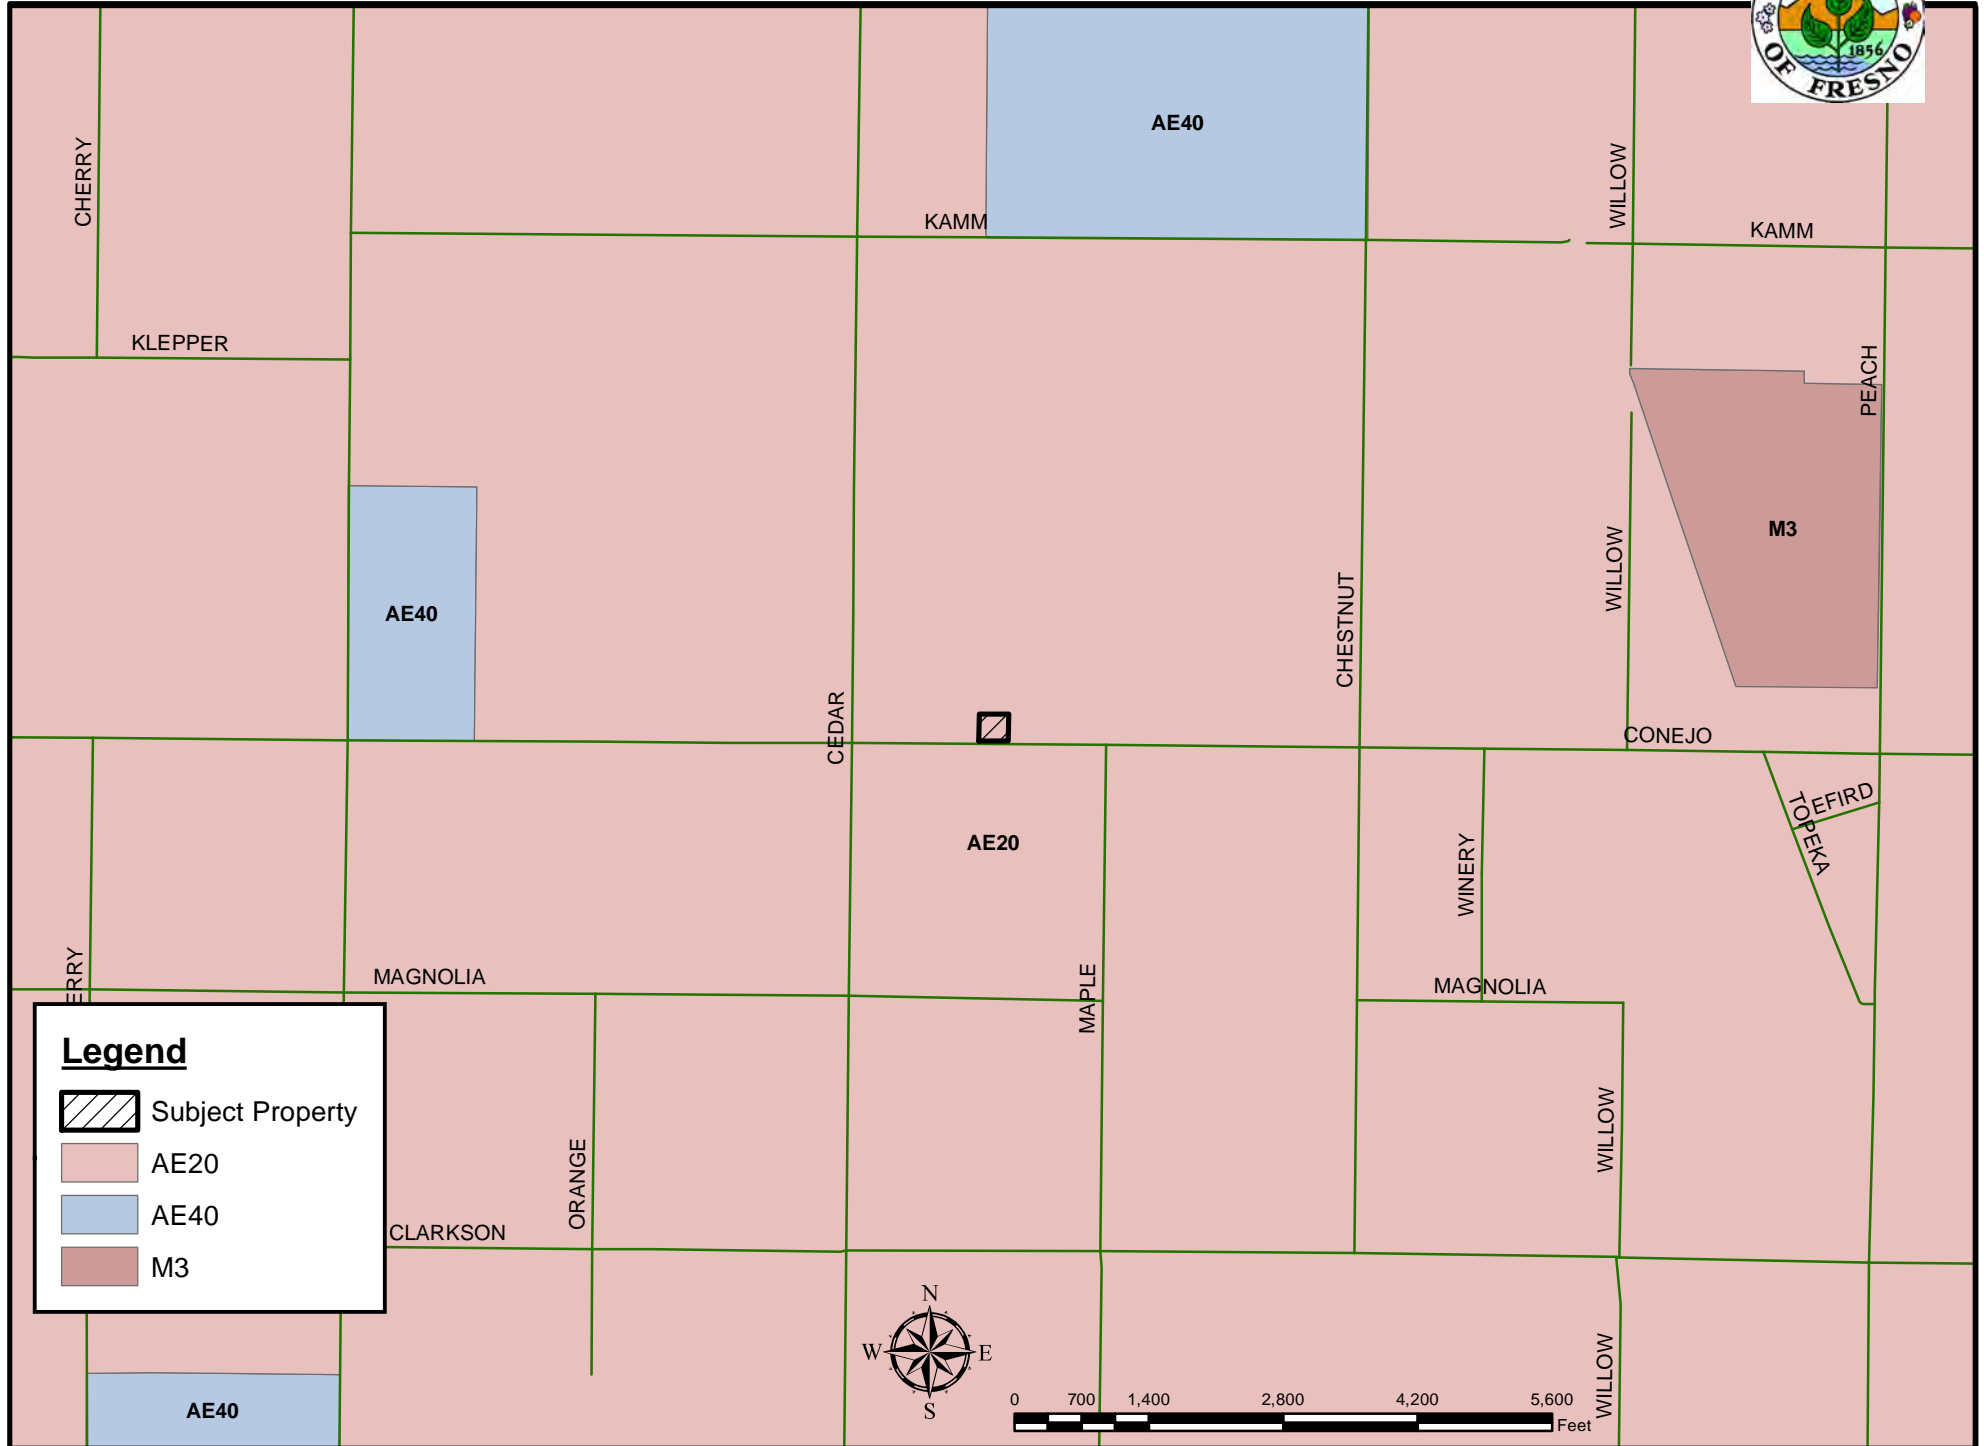 1856
OF FRESNO
AE40
CHERRY
WILLOW
KAMM
KAMM
KLEPPER
PEACH
M3
WILLOW
AE40
CHESTNUT
CEDAR
CONEJO
EFIRD
TOPEKA
AE20
WINERY
ERRY
MAGNOLIA
MAGNOLIA
MAPLE
Legend
Subject Property
AE20
AE40
M3
ORANGE
WILLOW
CLARKSON
N
W E
S
WILLOW
0 700 1,400 2,800 4,200 5,600
Feet
AE40